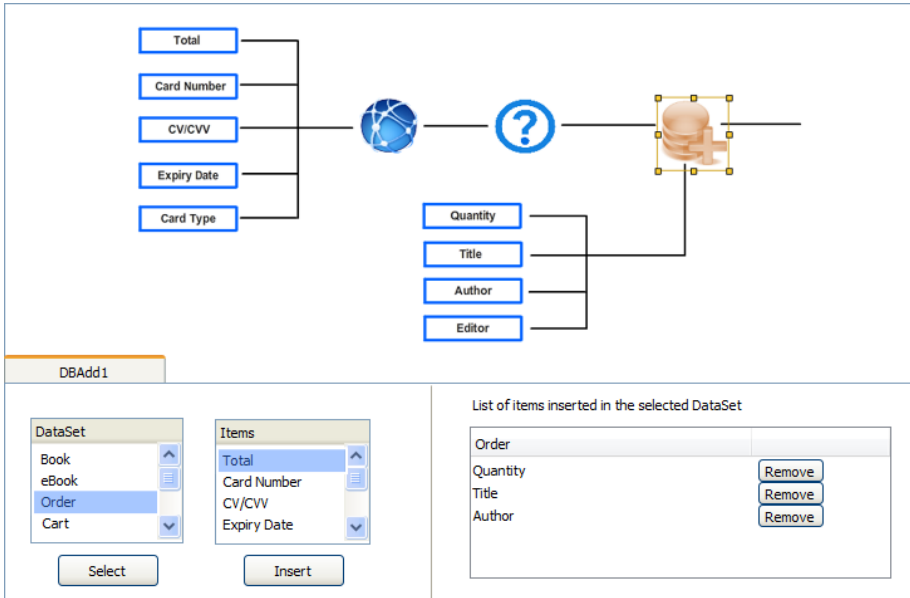 Total
Card Number
CV/CVV
Expiry Date
Card Type
?
Quantity
Title
Author
Editor
DBAdd1
DataSet
Book
eBook
Order
Cart
Select
Items
Total
Card Number
CV/CVV
Expiry Date
Insert
List of items inserted in the selected DataSet
Order
Quantity Remove
Title Remove
Author Remove